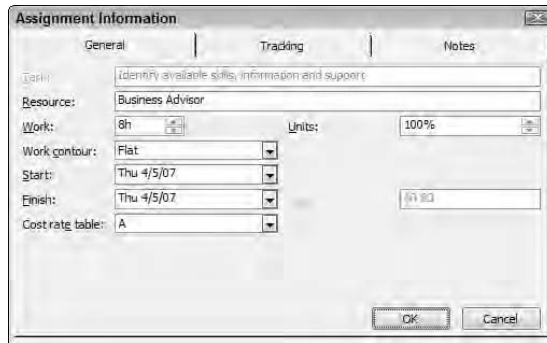 Assignment Information
General Tracking Notes
Task: Identify available skills, information and support
Resource: Business Advisor
Work: 8h Units: 100%
Work contour: Flat
Start: Thu 4/5/07
Finish: Thu 4/5/07
Cost rate table: A
OK Cancel